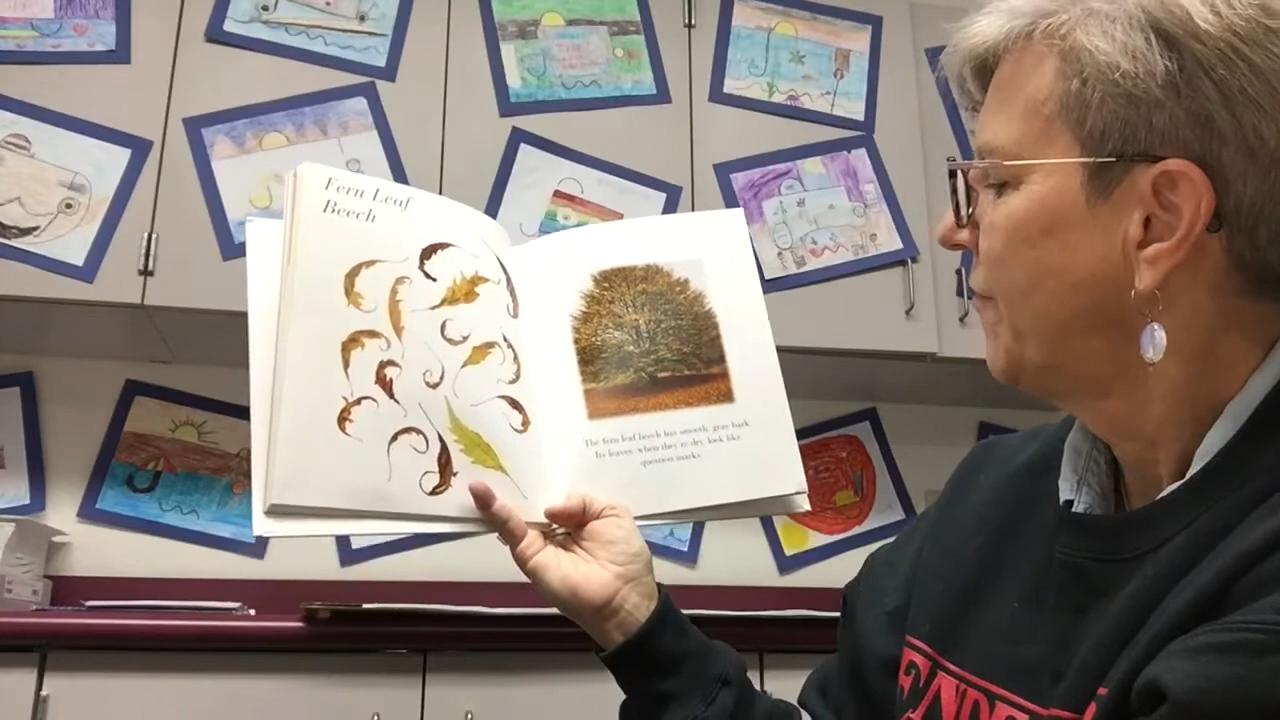 Fern Leaf
Beech
The fern leaf beech has smooth, gray bark.
Its leaves, when they're dry, look like
question marks.